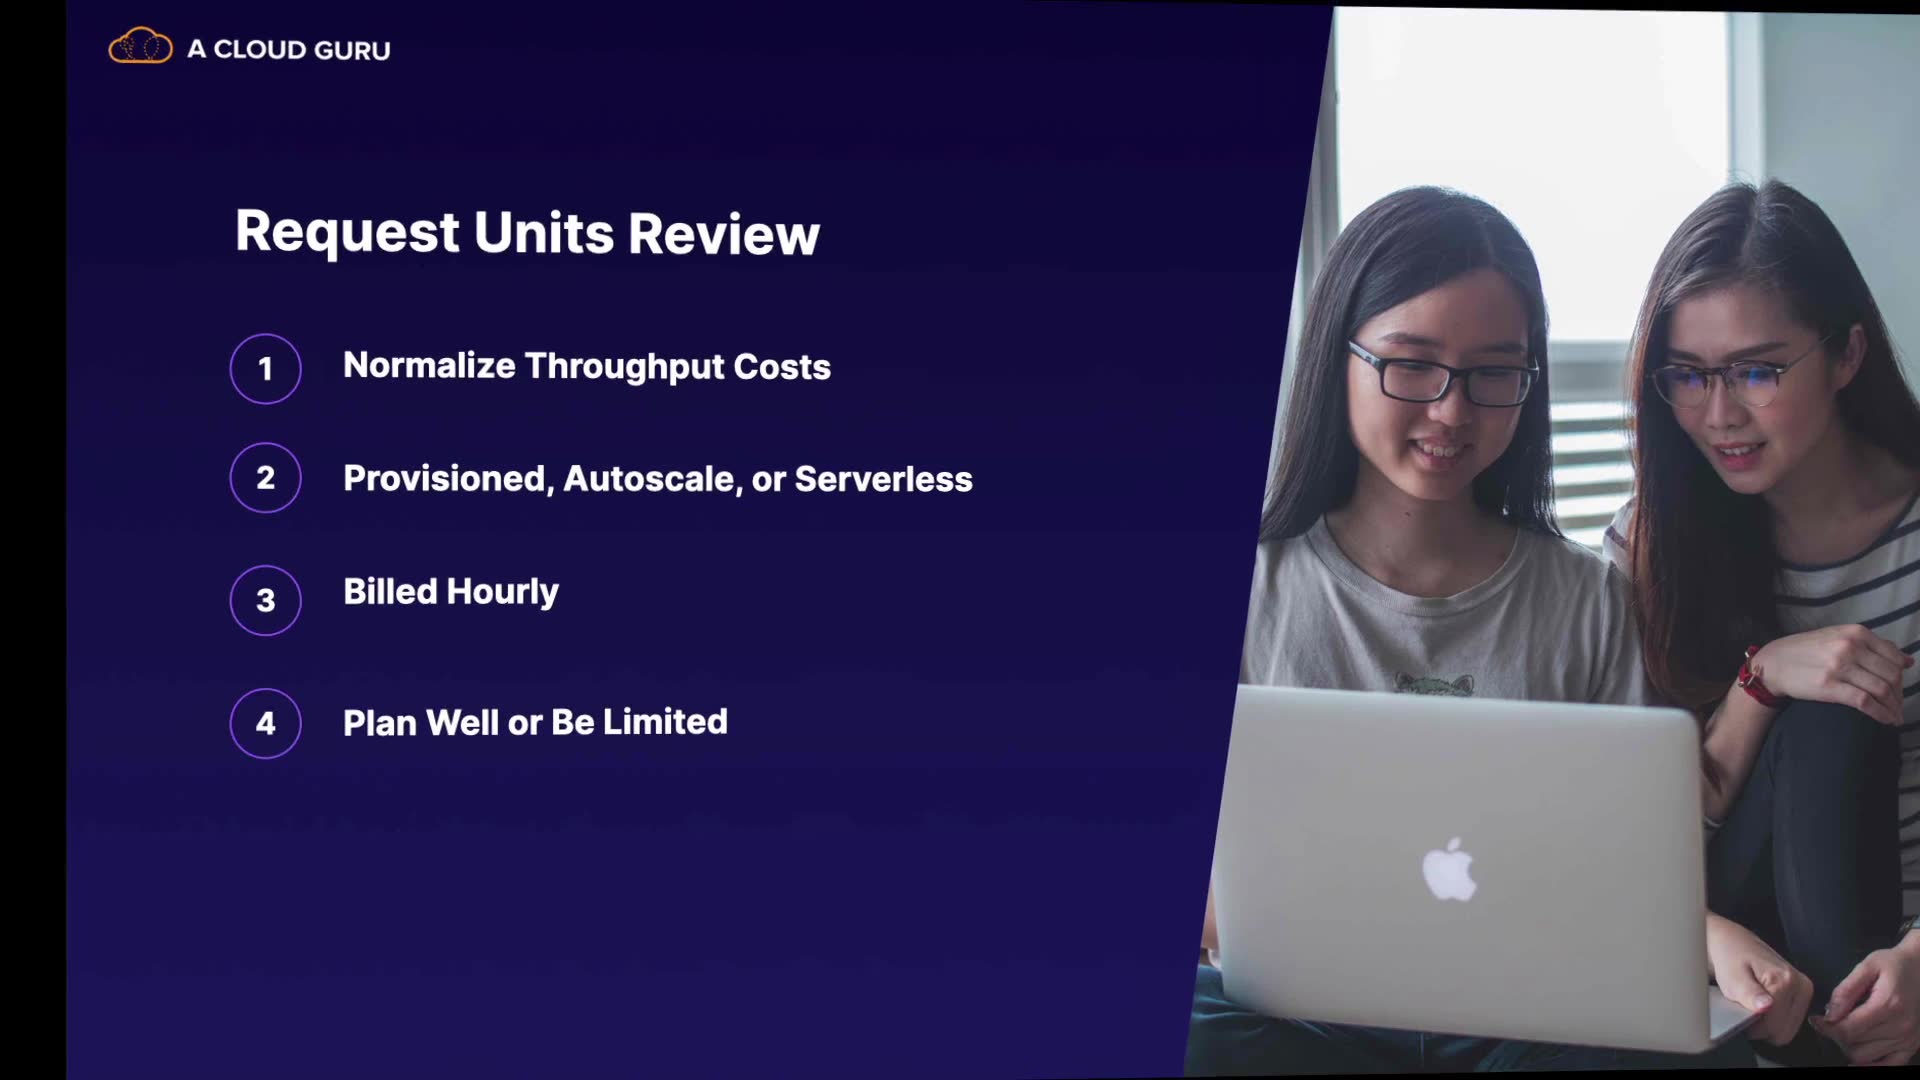 A CLOUD GURU
Request Units Review
1 Normalize Throughput Costs
2 Provisioned, Autoscale, or Serverless
3 Billed Hourly
4 Plan Well or Be Limited